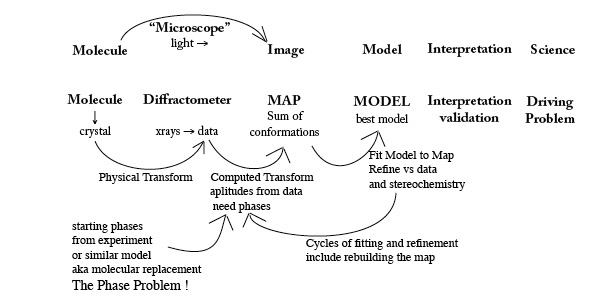 “Microscope”
light →
Molecule Image Model Interpretation Science
Molecule Diffractometer MAP MODEL Interpretation Driving
↓ Sum of best model validation Problem
crystal xrays → data conformations
Fit Model to Map
Physical Transform Computed Transform Refine vs data
aplitudes from data and stereochemistry
need phases
starting phases
from experiment
or similar model
aka molecular replacement
The Phase Problem !
Cycles of fitting and refinement
include rebuilding the map